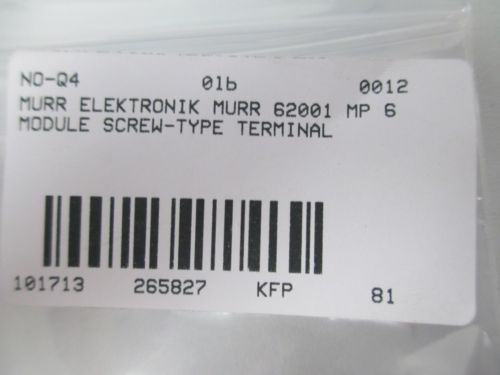 NO-Q4 01b 0012
MURR ELEKTRONIK MURR 62001 MP 6
MODULE SCREW-TYPE TERMINAL
101713 265827 KFP 81